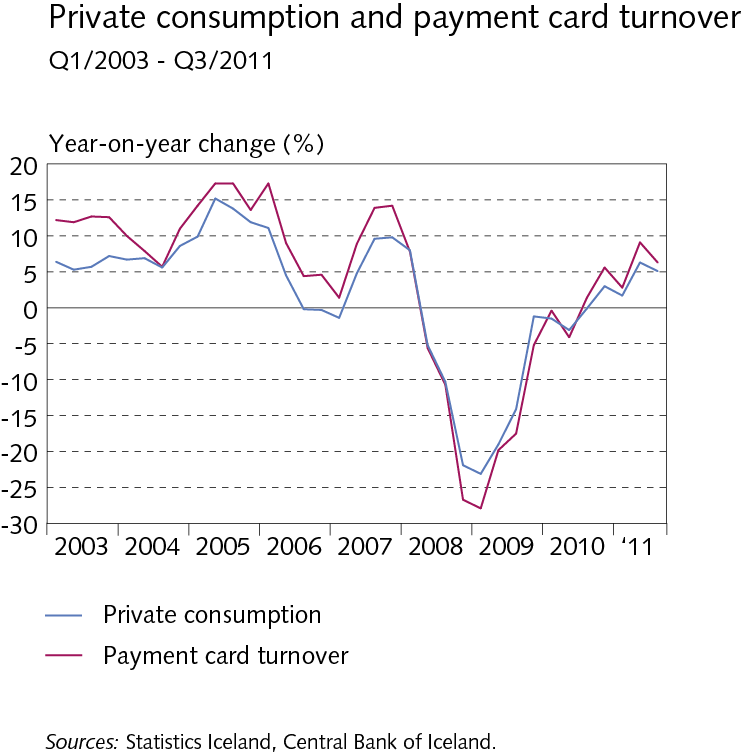 Private consumption and payment card turnover
Q1/2003 - Q3/2011
Year-on-year change (%)
20
15
10
5
0
-5
-10
-15
-20
-25
-30
2003 2004 2005 2006 2007 2008 2009 2010 '11
Private consumption
Payment card turnover
Sources: Statistics Iceland, Central Bank of Iceland.